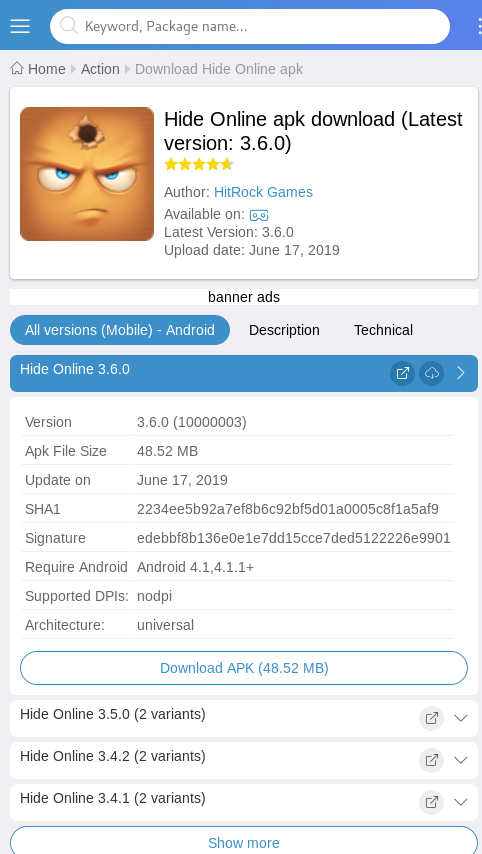 Keyword, Package name...
Home Action Download Hide Online apk
Hide Online apk download (Latest
version: 3.6.0)
Author: HitRock Games
Available on:
Latest Version: 3.6.0
Upload date: June 17, 2019
banner ads
All versions (Mobile) - Android Description Technical
Hide Online 3.6.0
Version 3.6.0 (10000003)
Apk File Size 48.52 MB
Update on June 17, 2019
SHA1 2234ee5b92a7ef8b6c92bf5d01a0005c8f1a5af9
Signature edebbf8b136e0e1e7dd15cce7ded5122226e9901
Require Android Android 4.1,4.1.1+
Supported DPIs: nodpi
Architecture: universal
Download APK (48.52 MB)
Hide Online 3.5.0 (2 variants)
Hide Online 3.4.2 (2 variants)
Hide Online 3.4.1 (2 variants)
Show more